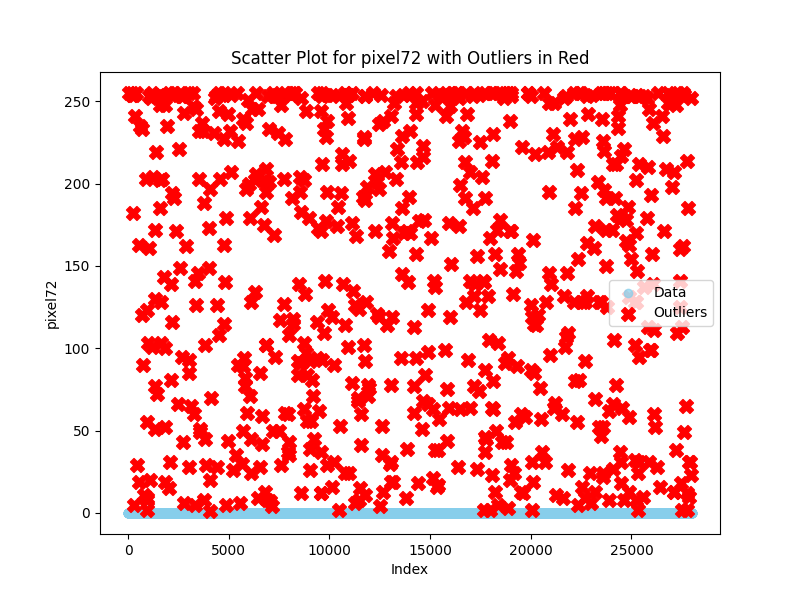 Scatter Plot for pixel72 with Outliers in Red
250
200
150
100
50
0
pixel72
Data
Outliers
0 5000 10000 15000 20000 25000
Index